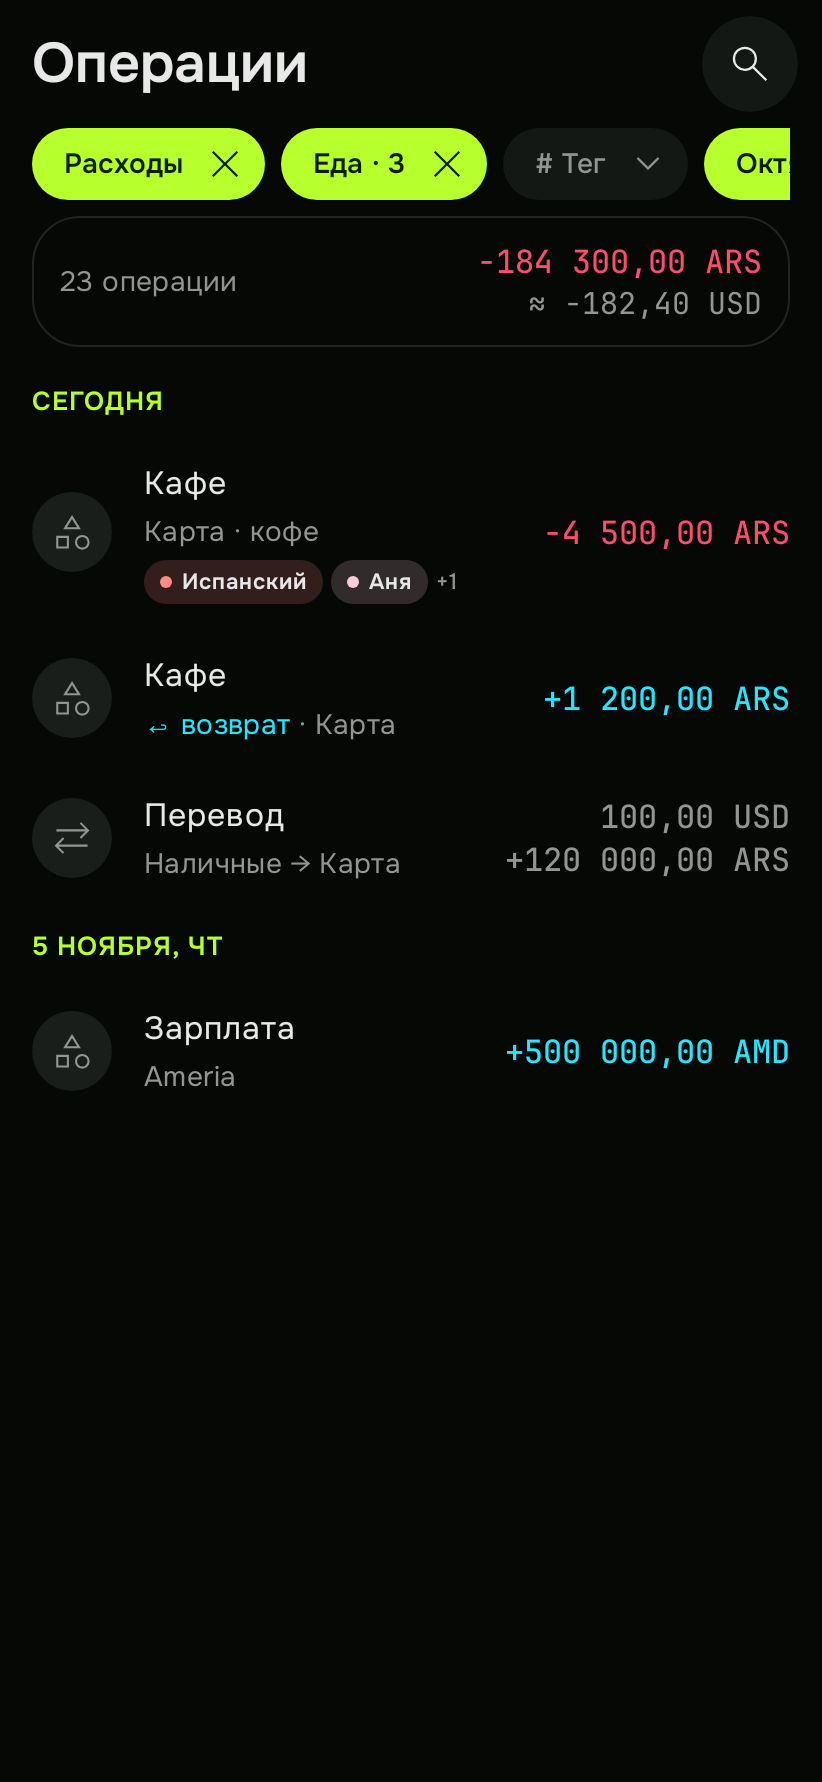 Операции
Расходы
Еда · 3
# Тег
Окт
23 операции
-184 300,00 ARS
≈ -182,40 USD
СЕГОДНЯ
Кафе
Карта · кофе
-4 500,00 ARS
Испанский
Аня
+1
Кафе
↩ возврат · Карта
+1 200,00 ARS
Перевод
Наличные → Карта
100,00 USD
+120 000,00 ARS
5 НОЯБРЯ, ЧТ
Зарплата
Ameria
+500 000,00 AMD